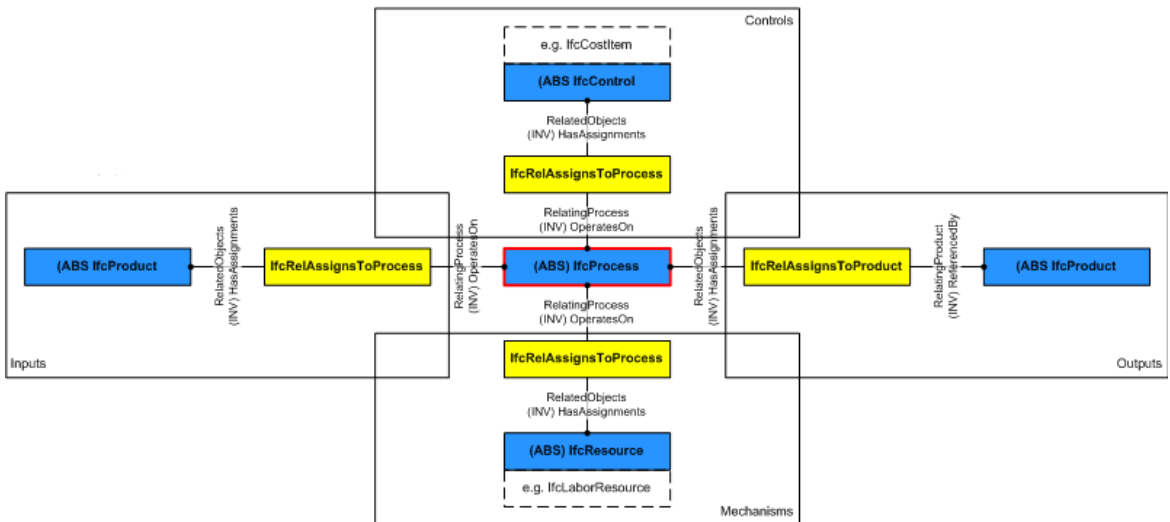 Controls
e.g. IfcCostItem
(ABS IfcControl
RelatedObjects
(INV) HasAssignments
IfcRelAssignsToProcess
RelatingProcess
(INV) OperatesOn
(ABS IfcProduct
RelatedObjects
(INV) HasAssignments
IfcRelAssignsToProcess
RelatingProcess
(INV) OperatesOn
(ABS) IfcProcess
RelatedObjects
(INV) HasAssignments
IfcRelAssignsToProduct
RelatingProduct
(INV) ReferencedBy
(ABS IfcProduct
RelatingProcess
(INV) OperatesOn
Inputs
IfcRelAssignsToProcess
Outputs
RelatedObjects
(INV) HasAssignments
(ABS) IfcResource
e.g. IfcLaborResource
Mechanisms